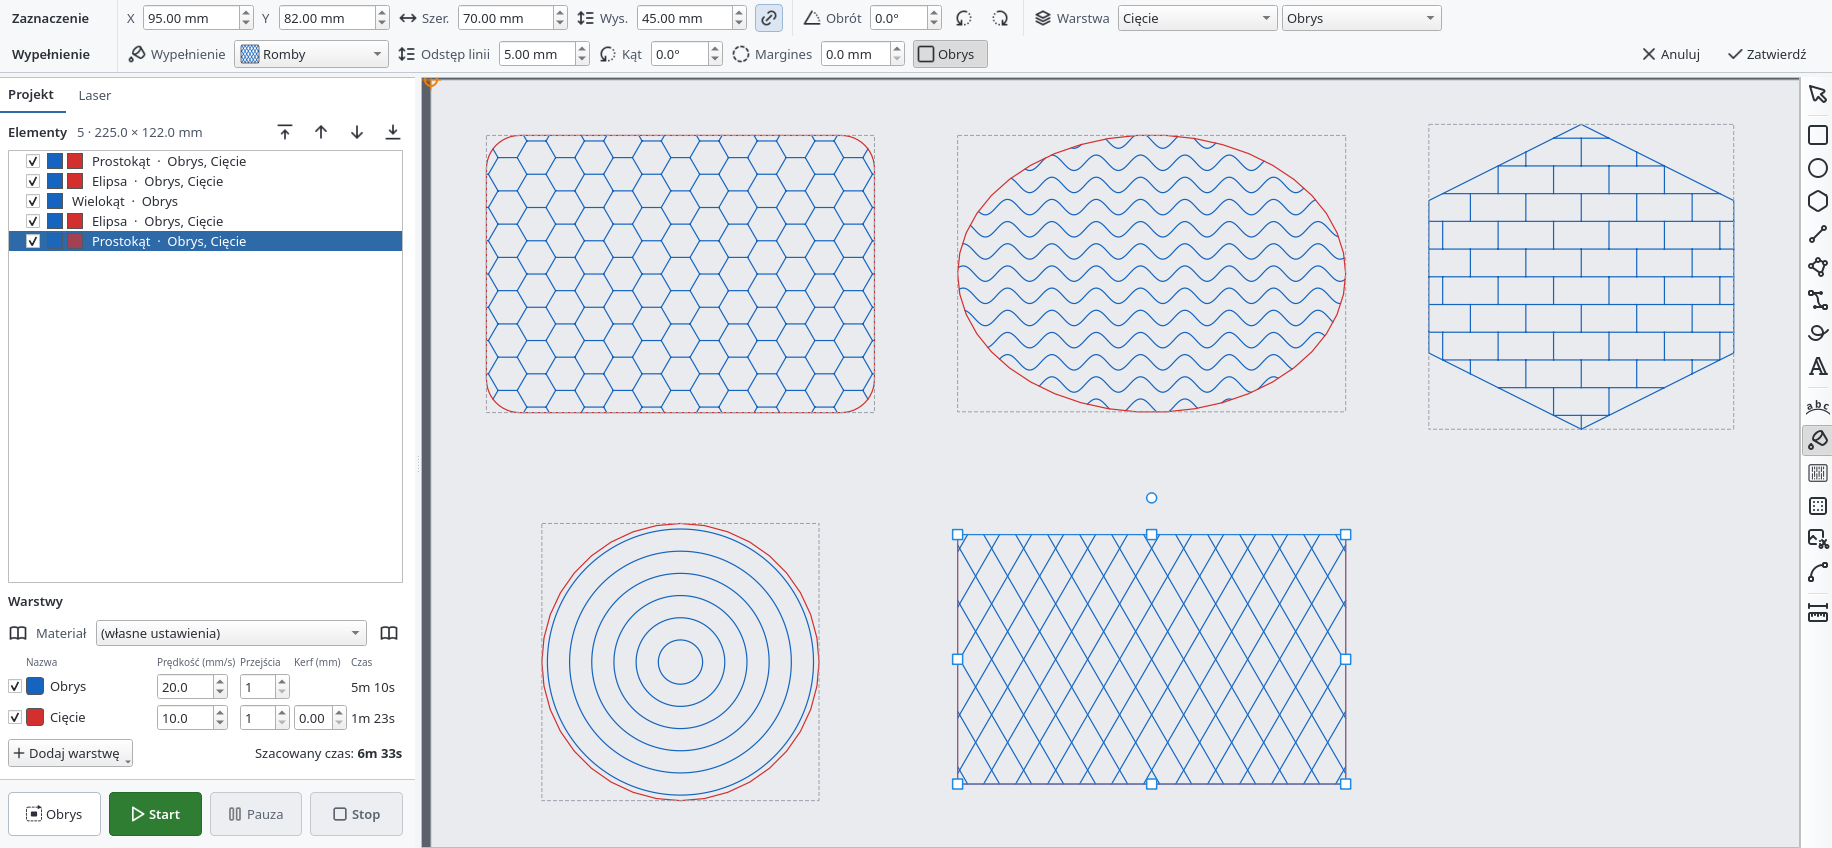 Zaznaczenie X 95.00 mm Y 82.00 mm Szer. 70.00 mm Wys. 45.00 mm Obrót 0.0° Warstwa Cięcie Obrys
Wypełnienie Wypełnienie Romby Odstęp linii 5.00 mm Kąt 0.0° Margines 0.0 mm Obrys Anuluj Zatwierdź
Projekt Laser
Elementy 5 · 225.0 × 122.0 mm
Prostokąt · Obrys, Cięcie
Elipsa · Obrys, Cięcie
Wielokąt · Obrys
Elipsa · Obrys, Cięcie
Prostokąt · Obrys, Cięcie
Warstwy
Materiał (własne ustawienia)
Nazwa Prędkość (mm/s) Przejścia Kerf (mm) Czas
Obrys 20.0 1 5m 10s
Cięcie 10.0 1 0.00 1m 23s
+ Dodaj warstwę Szacowany czas: 6m 33s
Obrys Start Pauza Stop
A
abc